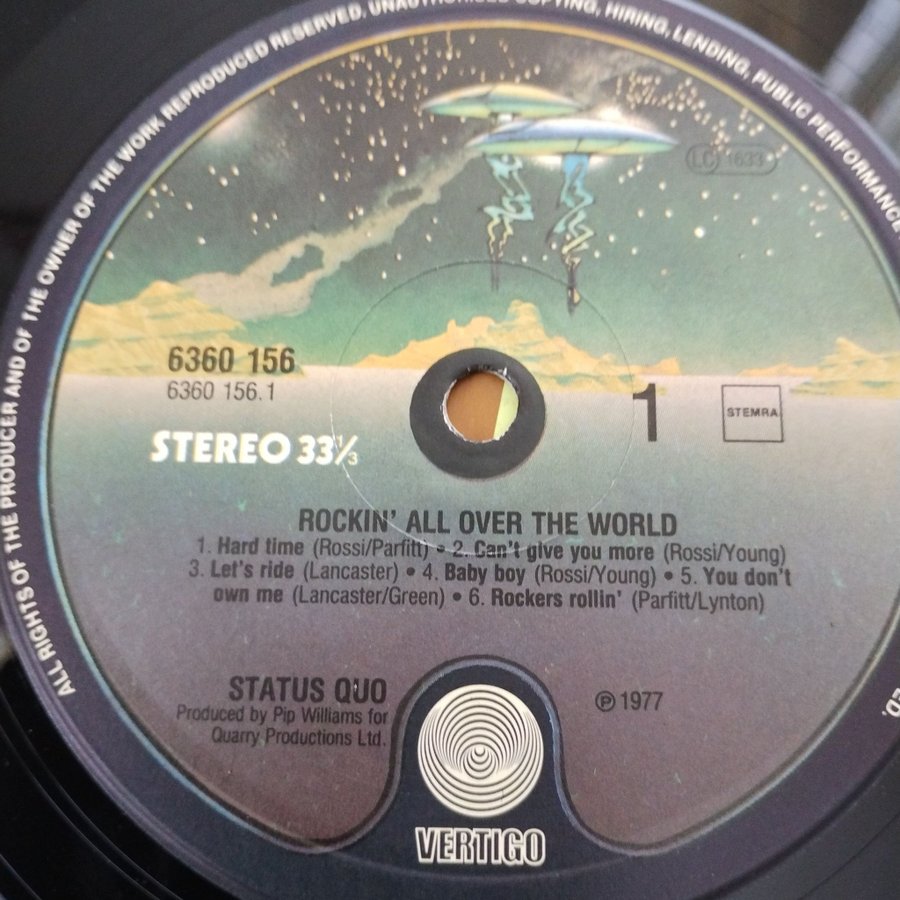 ALL RIGHTS OF THE PRODUCER AND OF THE OWNER OF THE WORK REPRODUCED RESERVED. UNAUTHORISED COPYING, HIRING, LENDING, PUBLIC PERFORMANCE
ED.
LC 1633
6360 156
6360 156.1
1
STEMRA
STEREO 33⅓
ROCKIN' ALL OVER THE WORLD
1. Hard time (Rossi/Parfitt) • 2. Can't give you more (Rossi/Young)
3. Let's ride (Lancaster) • 4. Baby boy (Rossi/Young) • 5. You don't
own me (Lancaster/Green) • 6. Rockers rollin' (Parfitt/Lynton)
STATUS QUO
Produced by Pip Williams for
Quarry Productions Ltd.
℗ 1977
VERTIGO